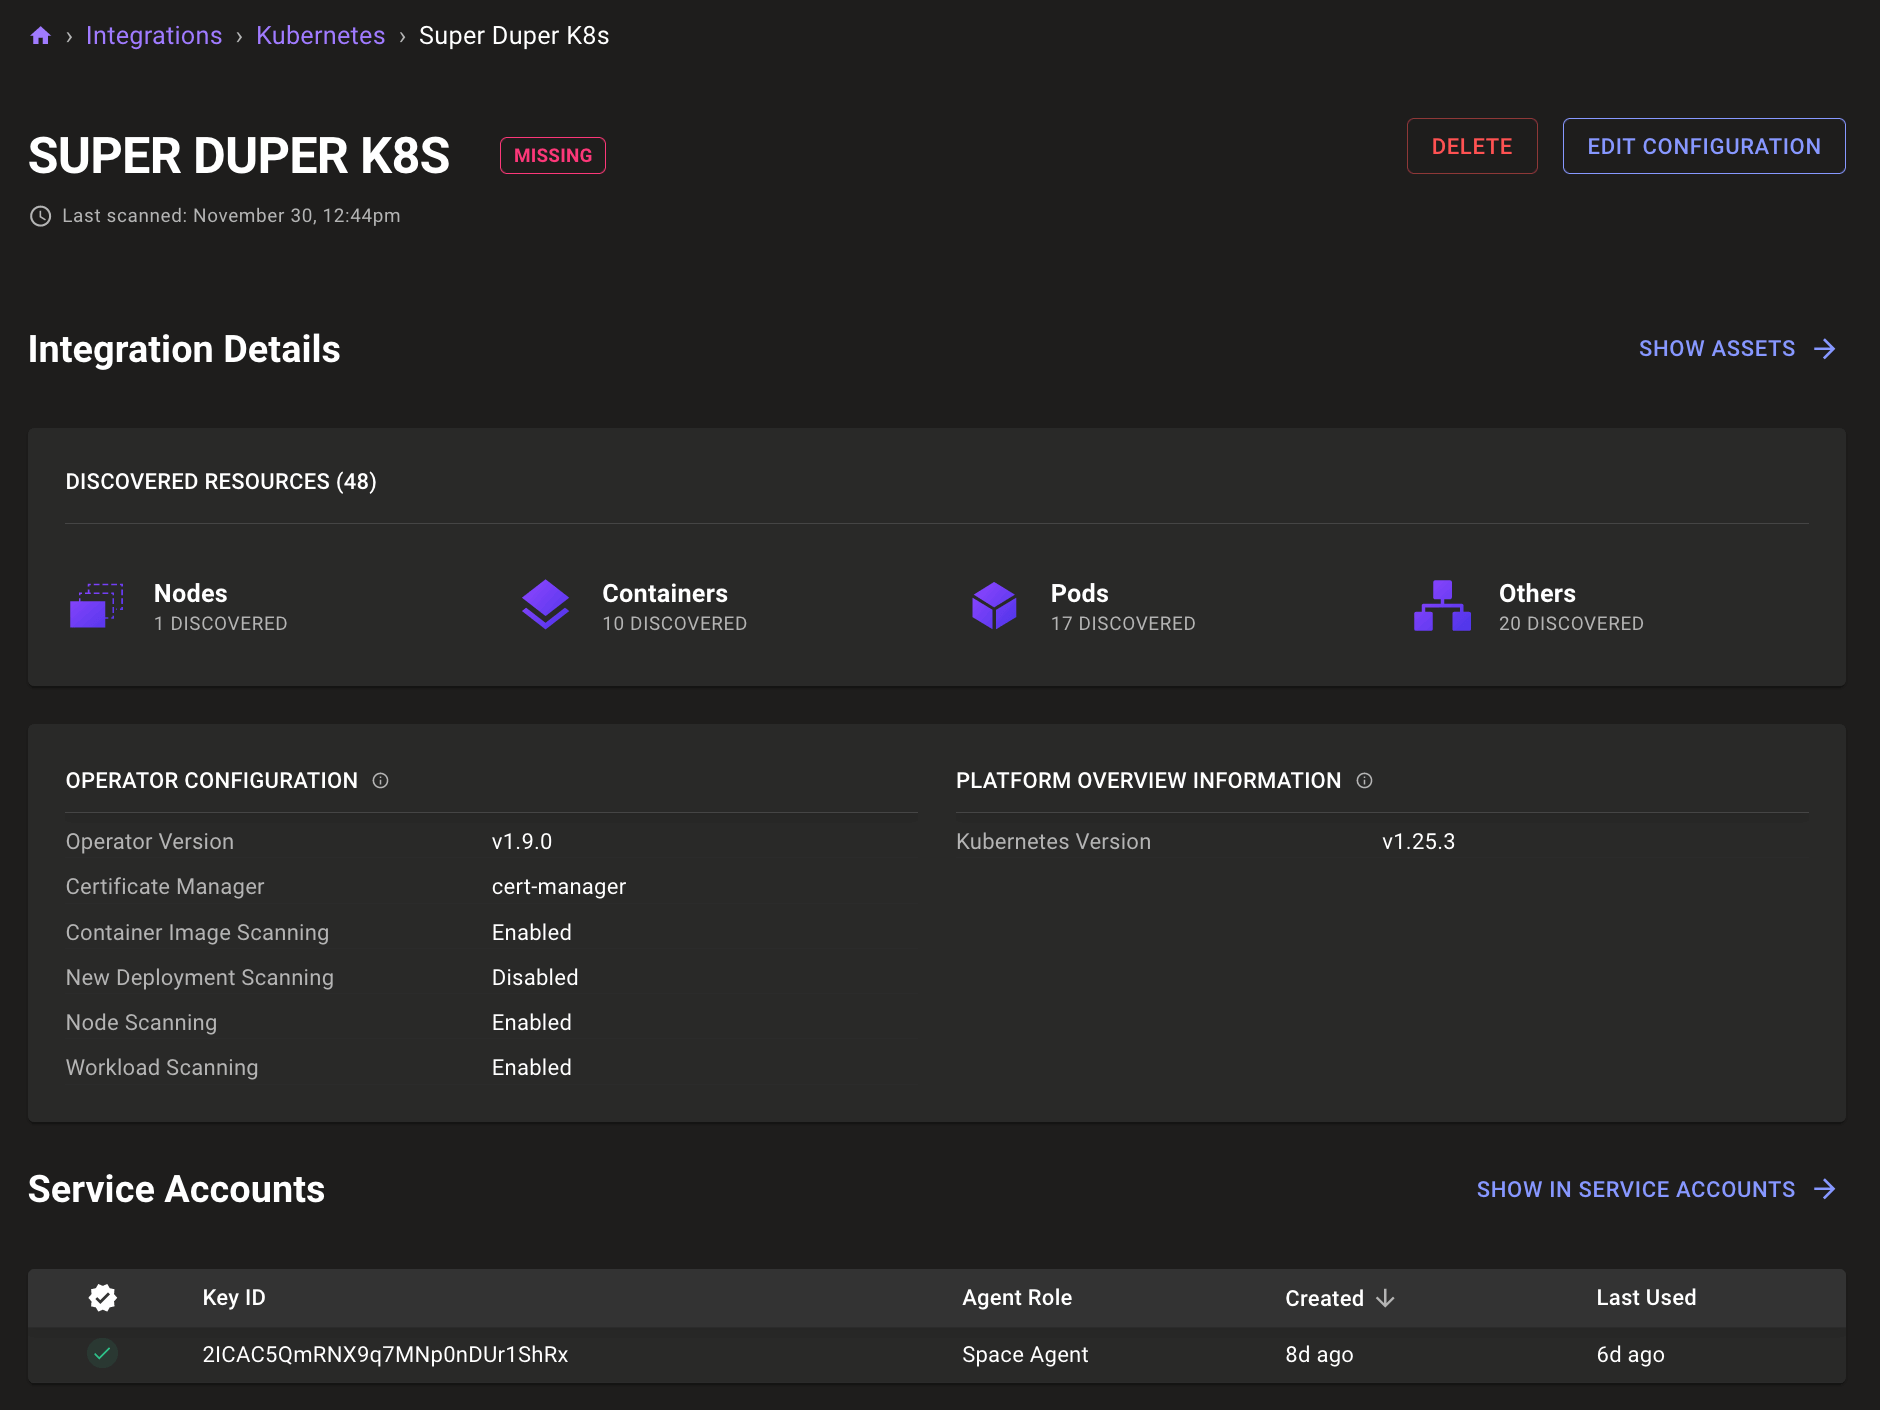 › Integrations › Kubernetes › Super Duper K8s
SUPER DUPER K8S
MISSING
DELETE
EDIT CONFIGURATION
Last scanned: November 30, 12:44pm
Integration Details
SHOW ASSETS
DISCOVERED RESOURCES (48)
Nodes
1 DISCOVERED
Containers
10 DISCOVERED
Pods
17 DISCOVERED
Others
20 DISCOVERED
OPERATOR CONFIGURATION
Operator Version v1.9.0
Certificate Manager cert-manager
Container Image Scanning Enabled
New Deployment Scanning Disabled
Node Scanning Enabled
Workload Scanning Enabled
PLATFORM OVERVIEW INFORMATION
Kubernetes Version v1.25.3
Service Accounts
SHOW IN SERVICE ACCOUNTS
Key ID Agent Role Created Last Used
2ICAC5QmRNX9q7MNp0nDUr1ShRx Space Agent 8d ago 6d ago